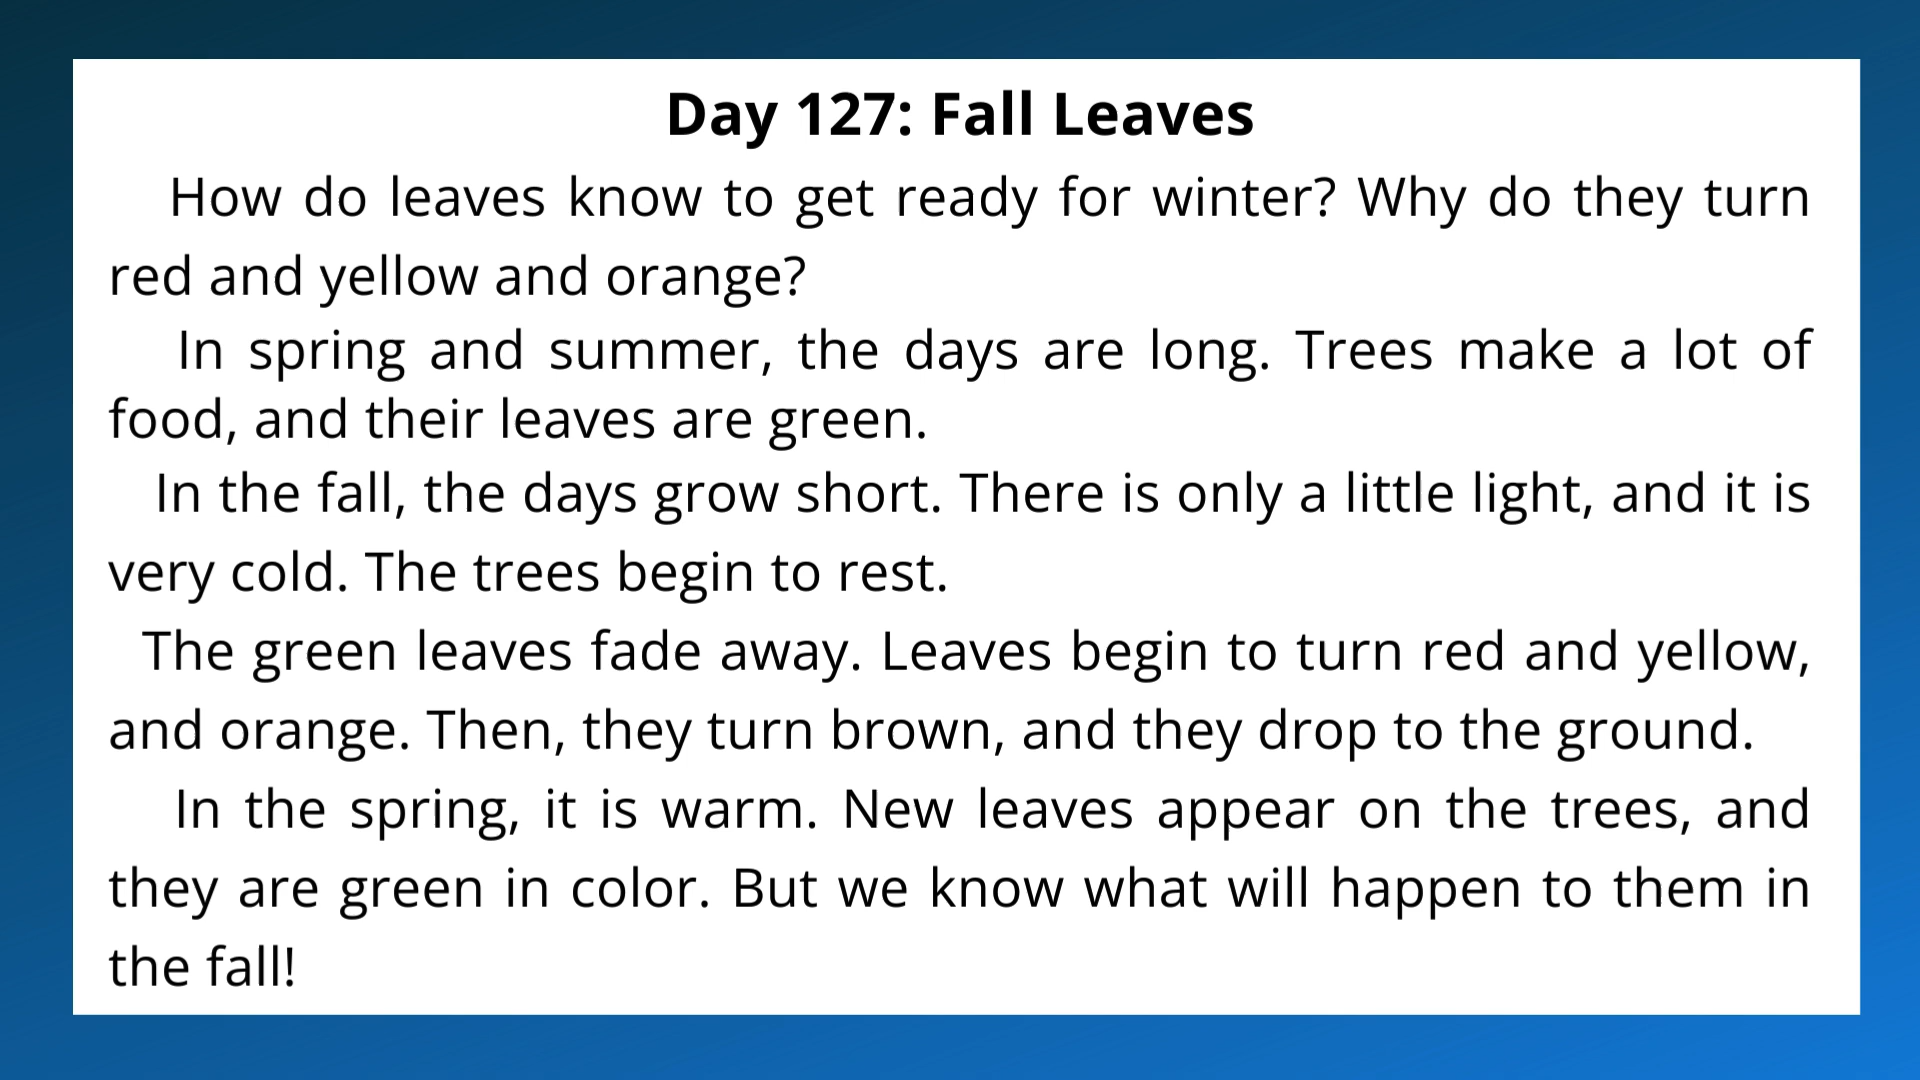 Day 127: Fall Leaves
How do leaves know to get ready for winter? Why do they turn
red and yellow and orange?
In spring and summer, the days are long. Trees make a lot of
food, and their leaves are green.
In the fall, the days grow short. There is only a little light, and it is
very cold. The trees begin to rest.
The green leaves fade away. Leaves begin to turn red and yellow,
and orange. Then, they turn brown, and they drop to the ground.
In the spring, it is warm. New leaves appear on the trees, and
they are green in color. But we know what will happen to them in
the fall!